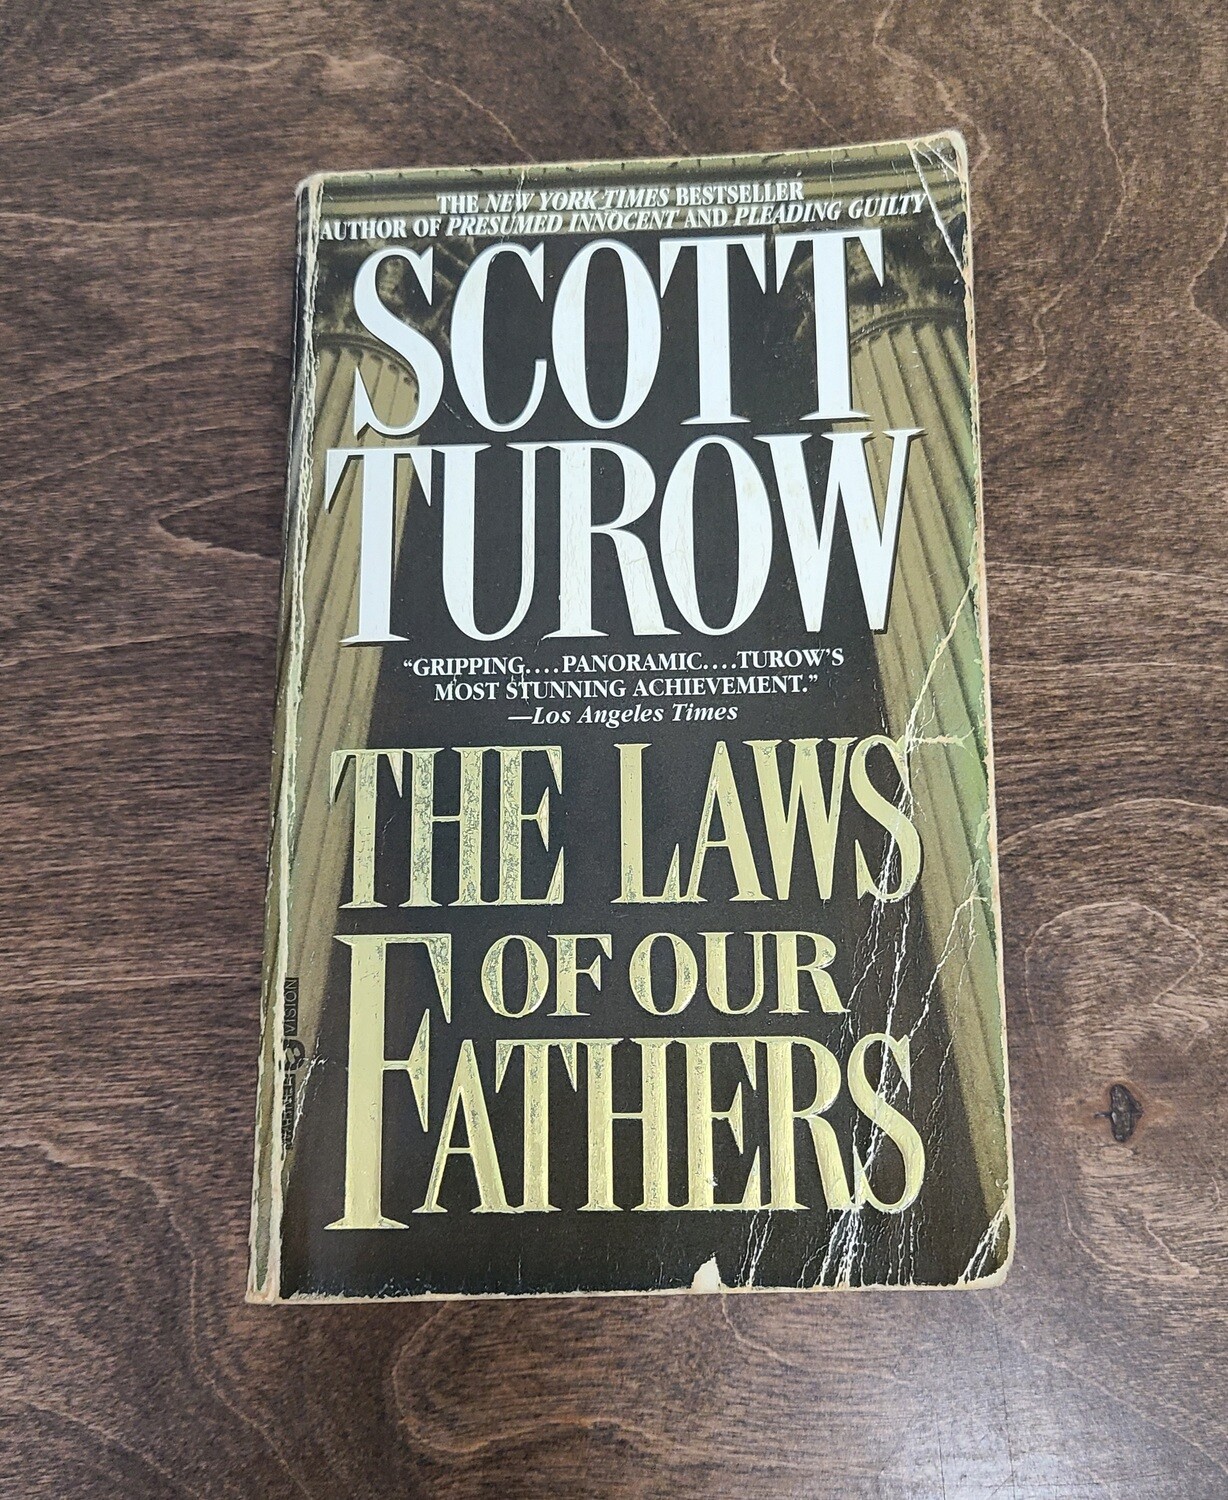 THE NEW YORK TIMES BESTSELLER
AUTHOR OF PRESUMED INNOCENT AND PLEADING GUILTY
SCOTT
TUROW
“GRIPPING....PANORAMIC....TUROW’S
MOST STUNNING ACHIEVEMENT.”
—Los Angeles Times
THE LAWS
OF OUR
FATHERS
VISION